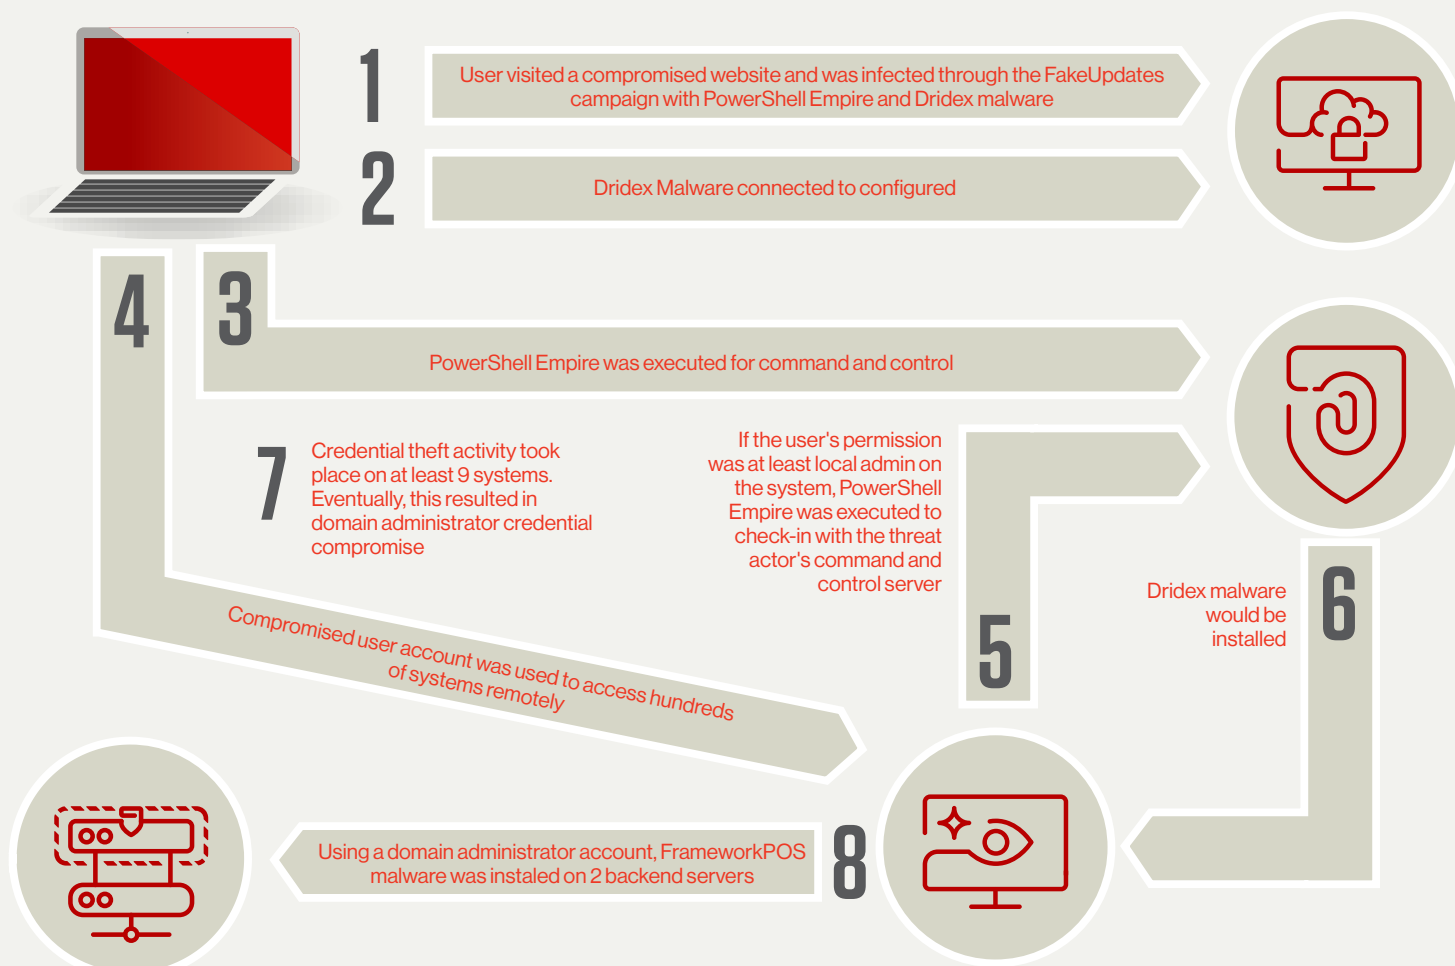 1
User visited a compromised website and was infected through the FakeUpdates
campaign with PowerShell Empire and Dridex malware
2
Dridex Malware connected to configured
3
PowerShell Empire was executed for command and control
4
Compromised user account was used to access hundreds
of systems remotely
5
If the user's permission
was at least local admin on
the system, PowerShell
Empire was executed to
check-in with the threat
actor's command and
control server
6
Dridex malware
would be
installed
7
Credential theft activity took
place on at least 9 systems.
Eventually, this resulted in
domain administrator credential
compromise
8
Using a domain administrator account, FrameworkPOS
malware was instaled on 2 backend servers